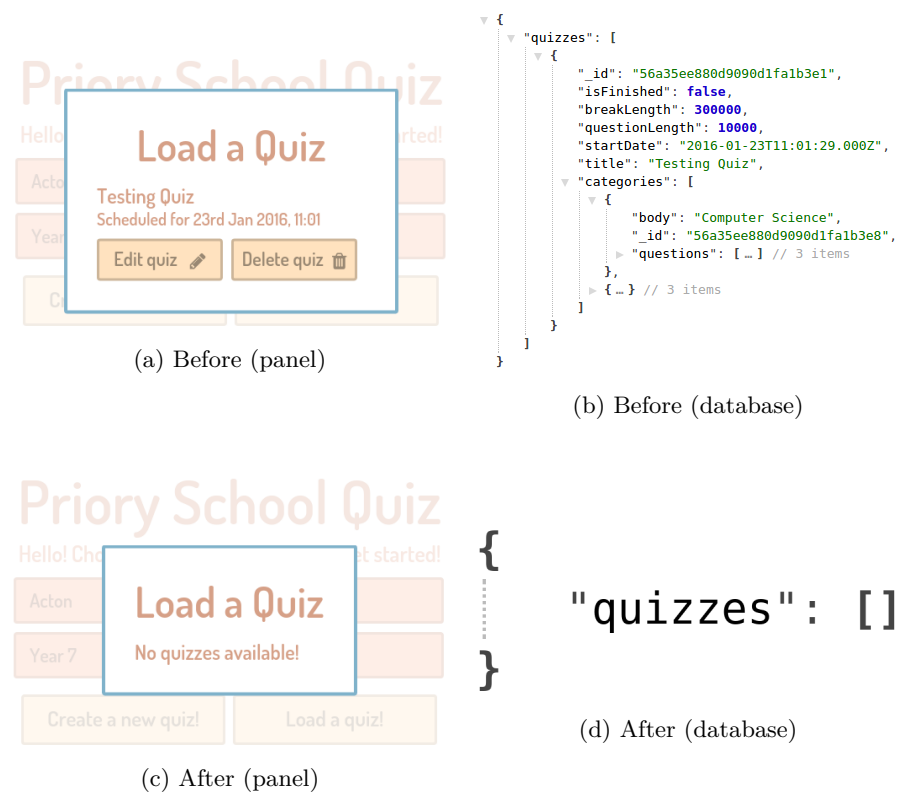 Priory School Quiz
Hello
rted!
Acto
Year
Load a Quiz
Testing Quiz
Scheduled for 23rd Jan 2016, 11:01
Edit quiz
Delete quiz
(a) Before (panel)
{
"quizzes": [
{
"_id": "56a35ee880d9090d1fa1b3e1",
"isFinished": false,
"breakLength": 300000,
"questionLength": 10000,
"startDate": "2016-01-23T11:01:29.000Z",
"title": "Testing Quiz",
"categories": [
{
"body": "Computer Science",
"_id": "56a35ee880d9090d1fa1b3e8",
"questions": [ … ] // 3 items
},
{ … } // 3 items
]
}
]
}
(b) Before (database)
Priory School Quiz
Hello! Cho
et started!
Acton
Year 7
Load a Quiz
No quizzes available!
Create a new quiz!
Load a quiz!
(c) After (panel)
{
"quizzes": []
}
(d) After (database)